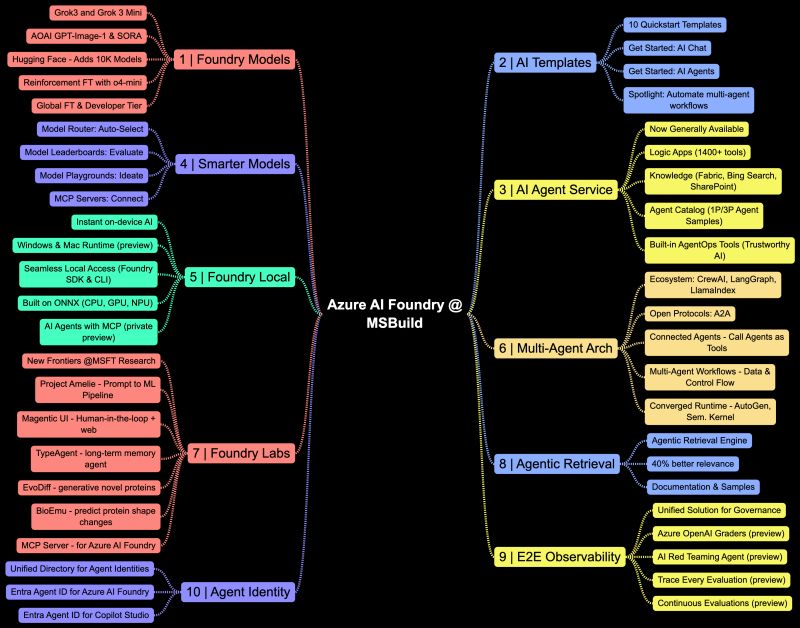 Grok3 and Grok 3 Mini
AOAI GPT-Image-1 & SORA
Hugging Face - Adds 10K Models
Reinforcement FT with o4-mini
Global FT & Developer Tier
1 | Foundry Models
Model Router: Auto-Select
Model Leaderboards: Evaluate
Model Playgrounds: Ideate
MCP Servers: Connect
4 | Smarter Models
Instant on-device AI
Windows & Mac Runtime (preview)
Seamless Local Access (Foundry
SDK & CLI)
Built on ONNX (CPU, GPU, NPU)
AI Agents with MCP (private
preview)
5 | Foundry Local
New Frontiers @MSFT Research
Project Amelie - Prompt to ML
Pipeline
Magentic UI - Human-in-the-loop +
web
TypeAgent - long-term memory
agent
EvoDiff - generative novel proteins
BioEmu - predict protein shape
changes
MCP Server - for Azure AI Foundry
7 | Foundry Labs
Unified Directory for Agent Identities
Entra Agent ID for Azure AI Foundry
Entra Agent ID for Copilot Studio
10 | Agent Identity
Azure AI Foundry @
MSBuild
2 | AI Templates
10 Quickstart Templates
Get Started: AI Chat
Get Started: AI Agents
Spotlight: Automate multi-agent
workflows
3 | AI Agent Service
Now Generally Available
Logic Apps (1400+ tools)
Knowledge (Fabric, Bing Search,
SharePoint)
Agent Catalog (1P/3P Agent
Samples)
Built-in AgentOps Tools (Trustworthy
AI)
6 | Multi-Agent Arch
Ecosystem: CrewAI, LangGraph,
LlamaIndex
Open Protocols: A2A
Connected Agents - Call Agents as
Tools
Multi-Agent Workflows - Data &
Control Flow
Converged Runtime - AutoGen,
Sem. Kernel
8 | Agentic Retrieval
Agentic Retrieval Engine
40% better relevance
Documentation & Samples
9 | E2E Observability
Unified Solution for Governance
Azure OpenAI Graders (preview)
AI Red Teaming Agent (preview)
Trace Every Evaluation (preview)
Continuous Evaluations (preview)